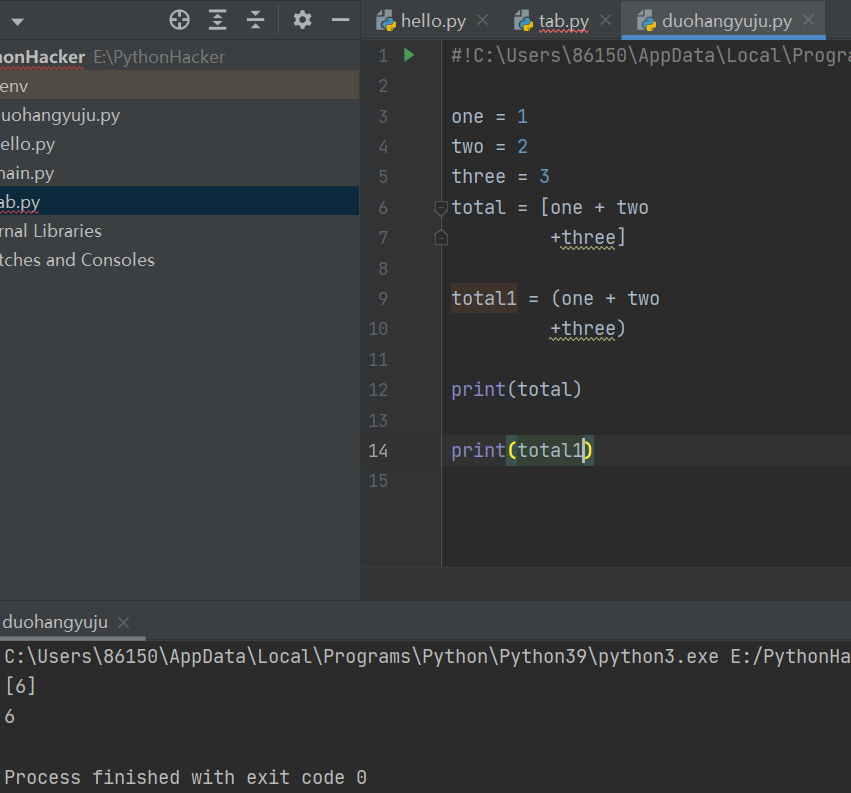 hello.py
tab.py
duohangyuju.py
onHacker E:\PythonHacker
env
uohangyuju.py
ello.py
ain.py
ab.py
rnal Libraries
tches and Consoles
1 #!C:\Users\86150\AppData\Local\Progra
2
3 one = 1
4 two = 2
5 three = 3
6 total = [one + two
7 +three]
8
9 total1 = (one + two
10 +three)
11
12 print(total)
13
14 print(total1)
15
duohangyuju
C:\Users\86150\AppData\Local\Programs\Python\Python39\python3.exe E:/PythonHa
[6]
6
Process finished with exit code 0